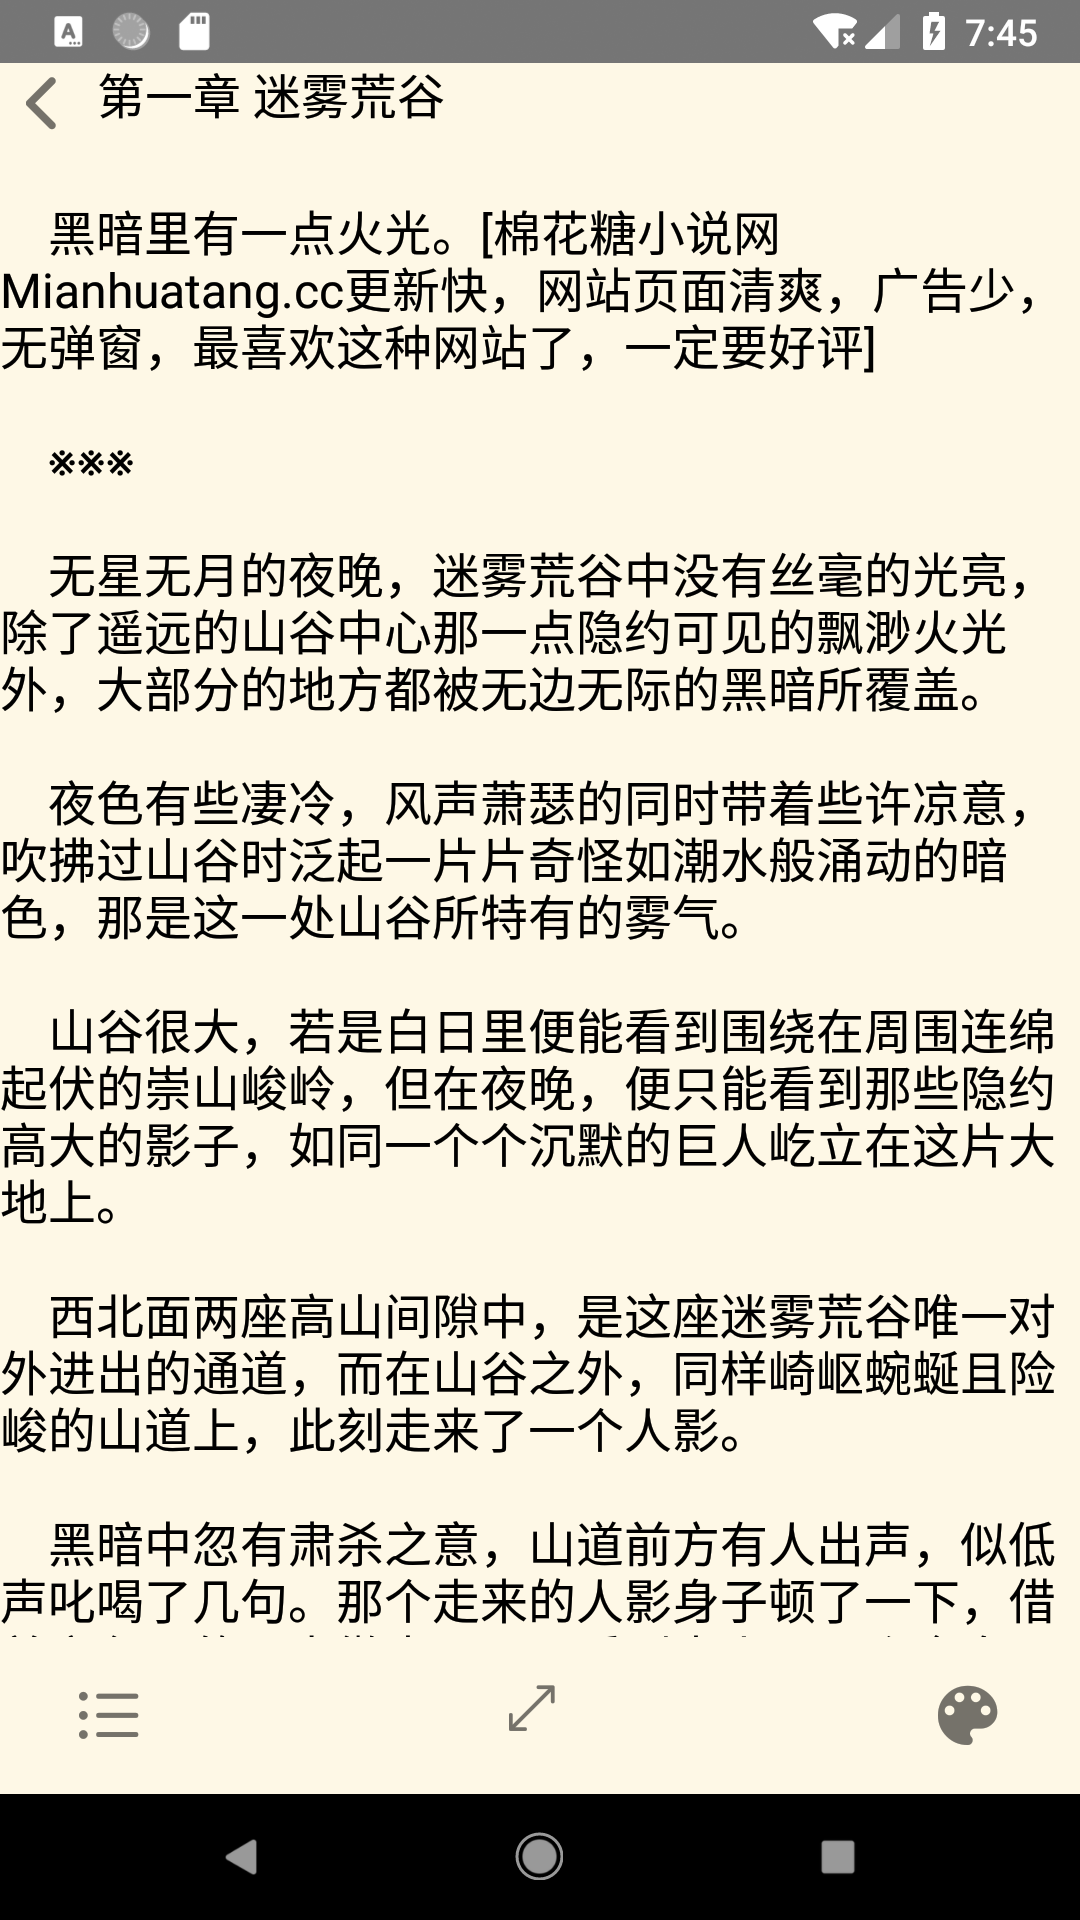 7:45
第一章 迷雾荒谷
黑暗里有一点火光。[棉花糖小说网
Mianhuatang.cc更新快，网站页面清爽，广告少，
无弹窗，最喜欢这种网站了，一定要好评]
※※※
无星无月的夜晚，迷雾荒谷中没有丝毫的光亮，
除了遥远的山谷中心那一点隐约可见的飘渺火光
外，大部分的地方都被无边无际的黑暗所覆盖。
夜色有些凄冷，风声萧瑟的同时带着些许凉意，
吹拂过山谷时泛起一片片奇怪如潮水般涌动的暗
色，那是这一处山谷所特有的雾气。
山谷很大，若是白日里便能看到围绕在周围连绵
起伏的崇山峻岭，但在夜晚，便只能看到那些隐约
高大的影子，如同一个个沉默的巨人屹立在这片大
地上。
西北面两座高山间隙中，是这座迷雾荒谷唯一对
外进出的通道，而在山谷之外，同样崎岖蜿蜒且险
峻的山道上，此刻走来了一个人影。
黑暗中忽有肃杀之意，山道前方有人出声，似低
声叱喝了几句。那个走来的人影身子顿了一下，借